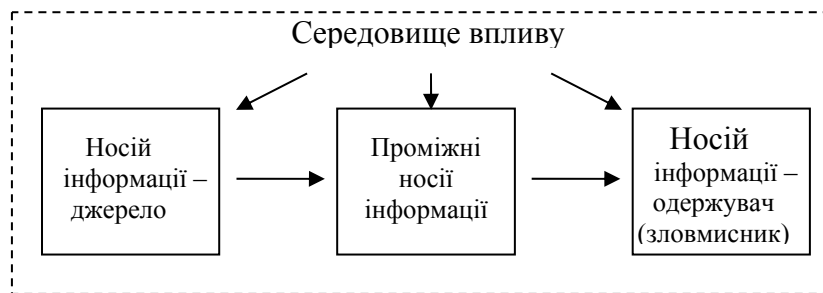 Середовище впливу
Носій
інформації –
джерело
Проміжні
носії
інформації
Носій
інформації –
одержувач
(зловмисник)